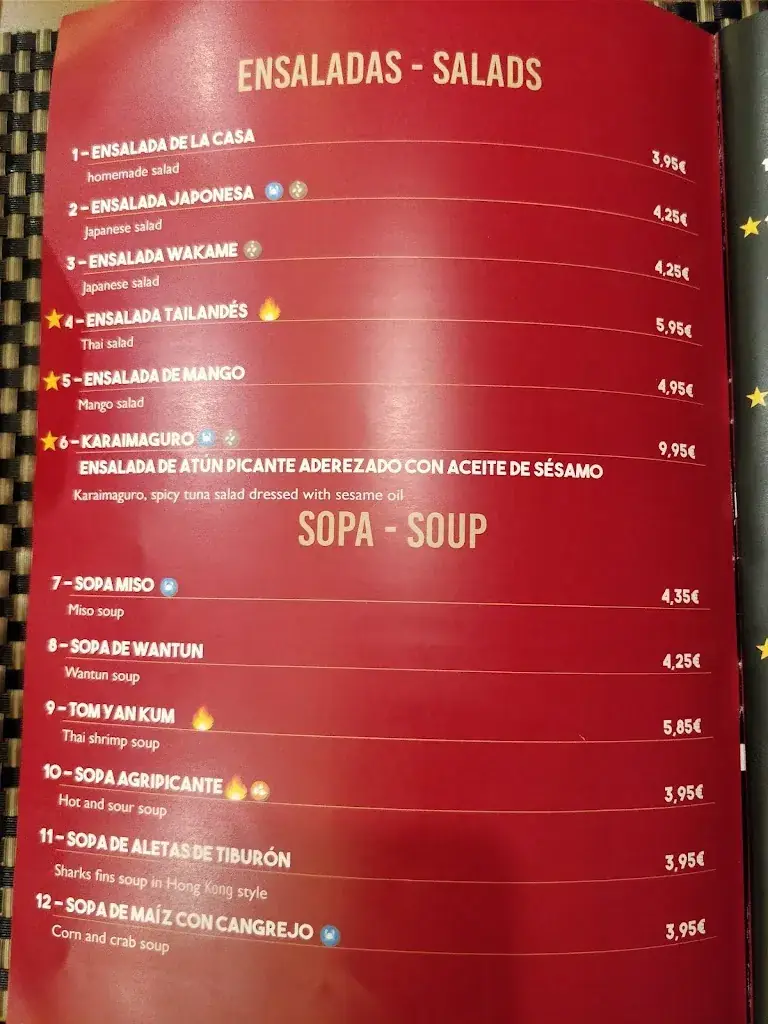 ENSALADAS - SALADS
1 - ENSALADA DE LA CASA 3,95€
homemade salad
2 - ENSALADA JAPONESA 4,25€
Japanese salad
3 - ENSALADA WAKAME 4,25€
Japanese salad
4 - ENSALADA TAILANDÉS 5,95€
Thai salad
5 - ENSALADA DE MANGO 4,95€
Mango salad
6 - KARAIMAGURO 9,95€
ENSALADA DE ATÚN PICANTE ADEREZADO CON ACEITE DE SÉSAMO
Karaimaguro, spicy tuna salad dressed with sesame oil
SOPA - SOUP
7 - SOPA MISO 4,35€
Miso soup
8 - SOPA DE WANTUN 4,25€
Wantun soup
9 - TOM YAN KUM 5,85€
Thai shrimp soup
10 - SOPA AGRIPICANTE 3,95€
Hot and sour soup
11 - SOPA DE ALETAS DE TIBURÓN 3,95€
Sharks fins soup in Hong Kong style
12 - SOPA DE MAÍZ CON CANGREJO 3,95€
Corn and crab soup